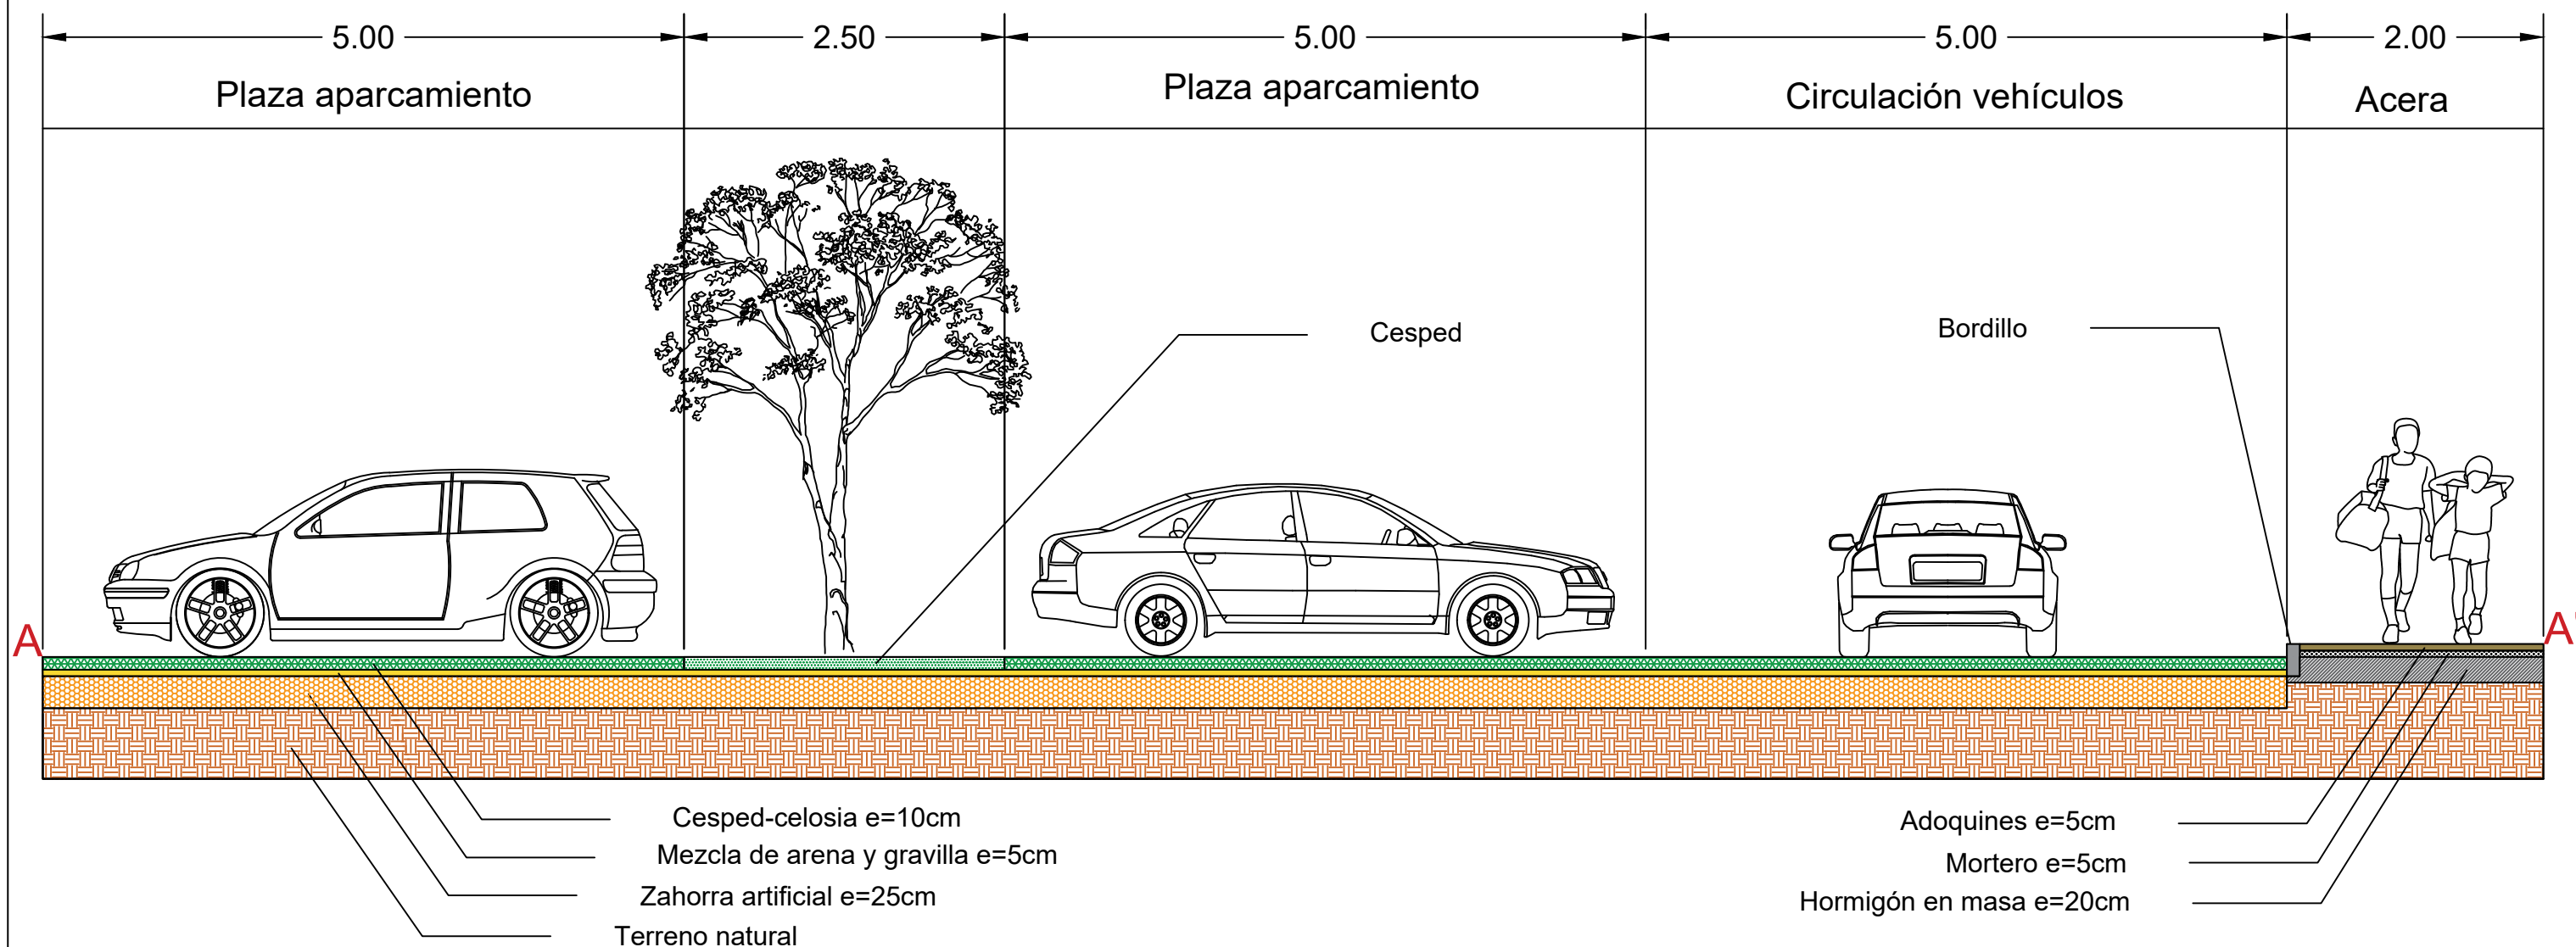 5.00
2.50
5.00
5.00
2.00
Plaza aparcamiento
Plaza aparcamiento
Circulación vehículos
Acera
Cesped
Bordillo
A
A'
Cesped-celosia e=10cm
Mezcla de arena y gravilla e=5cm
Zahorra artificial e=25cm
Terreno natural
Adoquines e=5cm
Mortero e=5cm
Hormigón en masa e=20cm